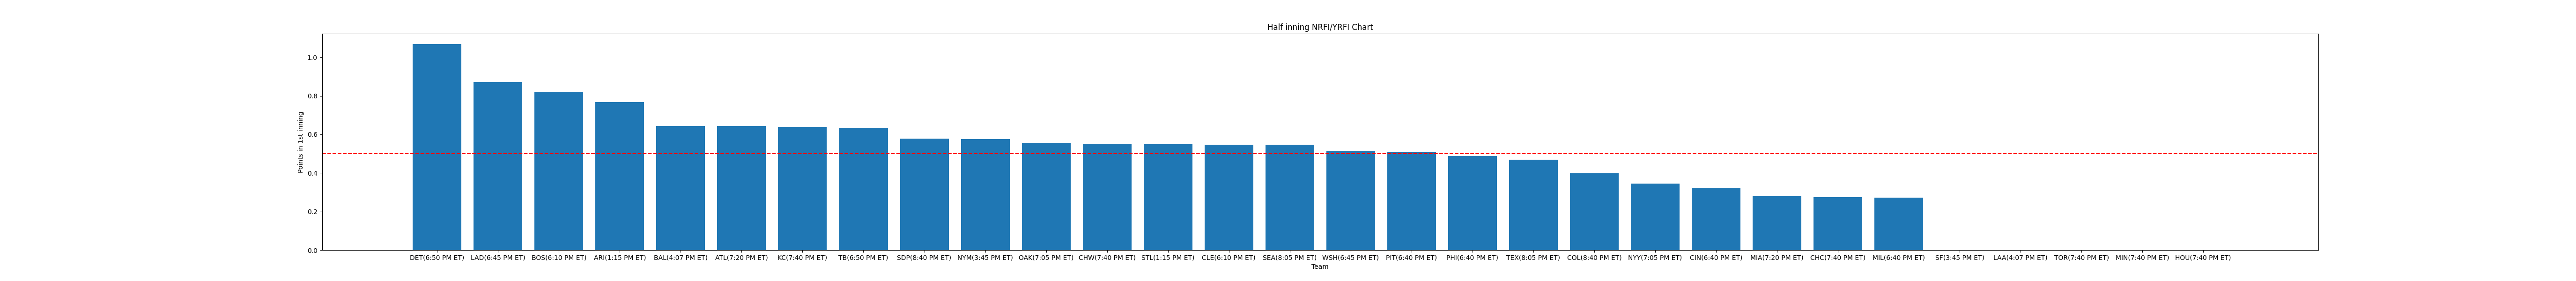 Half inning NRFI/YRFI Chart
1.0
0.8
0.6
0.4
0.2
0.0
Points in 1st inning
DET(6:50 PM ET) LAD(6:45 PM ET) BOS(6:10 PM ET) ARI(1:15 PM ET) BAL(4:07 PM ET) ATL(7:20 PM ET) KC(7:40 PM ET) TB(6:50 PM ET) SDP(8:40 PM ET) NYM(3:45 PM ET) OAK(7:05 PM ET) CHW(7:40 PM ET) STL(1:15 PM ET) CLE(6:10 PM ET) SEA(8:05 PM ET) WSH(6:45 PM ET) PIT(6:40 PM ET) PHI(6:40 PM ET) TEX(8:05 PM ET) COL(8:40 PM ET) NYY(7:05 PM ET) CIN(6:40 PM ET) MIA(7:20 PM ET) CHC(7:40 PM ET) MIL(6:40 PM ET) SF(3:45 PM ET) LAA(4:07 PM ET) TOR(7:40 PM ET) MIN(7:40 PM ET) HOU(7:40 PM ET)
Team